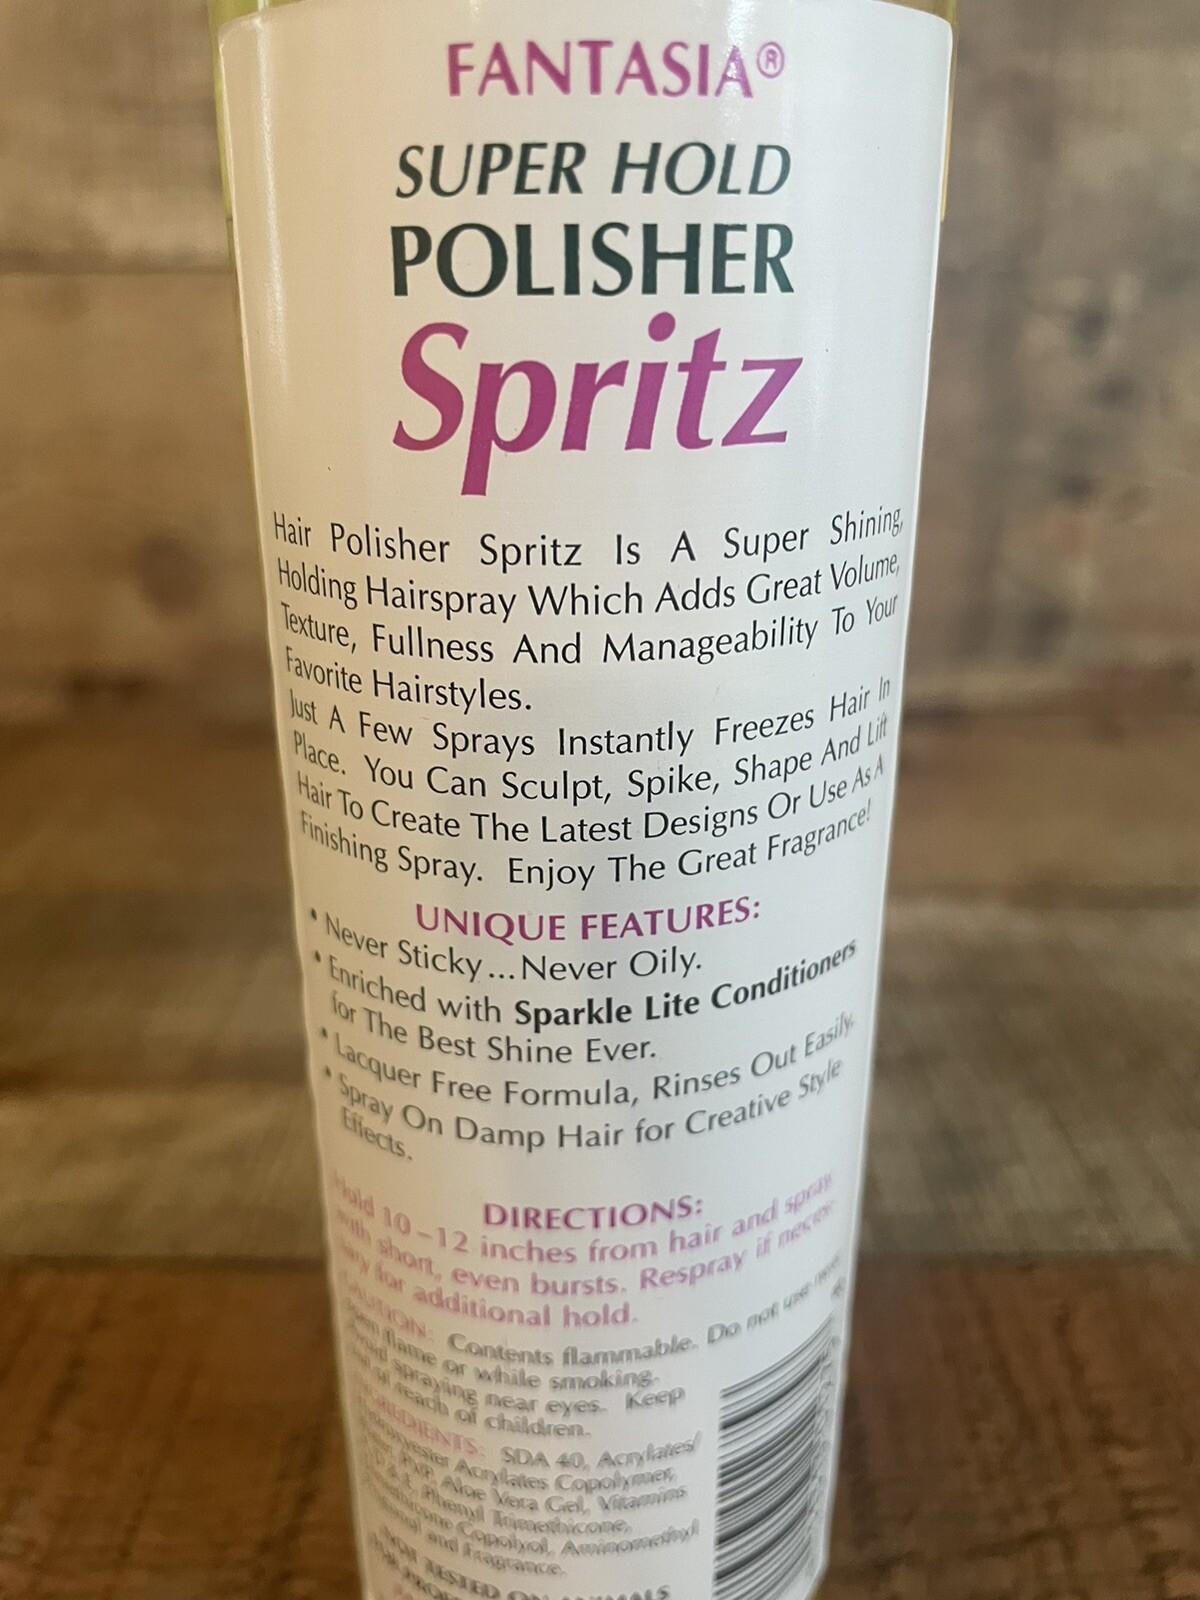 FANTASIA®
SUPER HOLD
POLISHER
Spritz
Hair Polisher Spritz Is A Super Shining,
Holding Hairspray Which Adds Great Volume,
Texture, Fullness And Manageability To Your
Favorite Hairstyles.
Just A Few Sprays Instantly Freezes Hair In
Place. You Can Sculpt, Spike, Shape And Lift
Hair To Create The Latest Designs Or Use As A
Finishing Spray. Enjoy The Great Fragrance!
UNIQUE FEATURES:
• Never Sticky...Never Oily.
• Enriched with Sparkle Lite Conditioners
for The Best Shine Ever.
• Lacquer Free Formula, Rinses Out Easily.
• Spray On Damp Hair for Creative Style
Effects.
DIRECTIONS:
Hold 10–12 inches from hair and spray
with short, even bursts. Respray if neces-
sary for additional hold.
CAUTION: Contents flammable. Do not use near
open flame or while smoking.
Avoid spraying near eyes. Keep
out of reach of children.
INGREDIENTS: SDA 40, Acrylates/
Acrylates Copolymer,
PVP, Aloe Vera Gel, Vitamins
Phenyl Trimethicone,
Copolyol, Aminomethyl
and Fragrance.
NOT TESTED ON ANIMALS